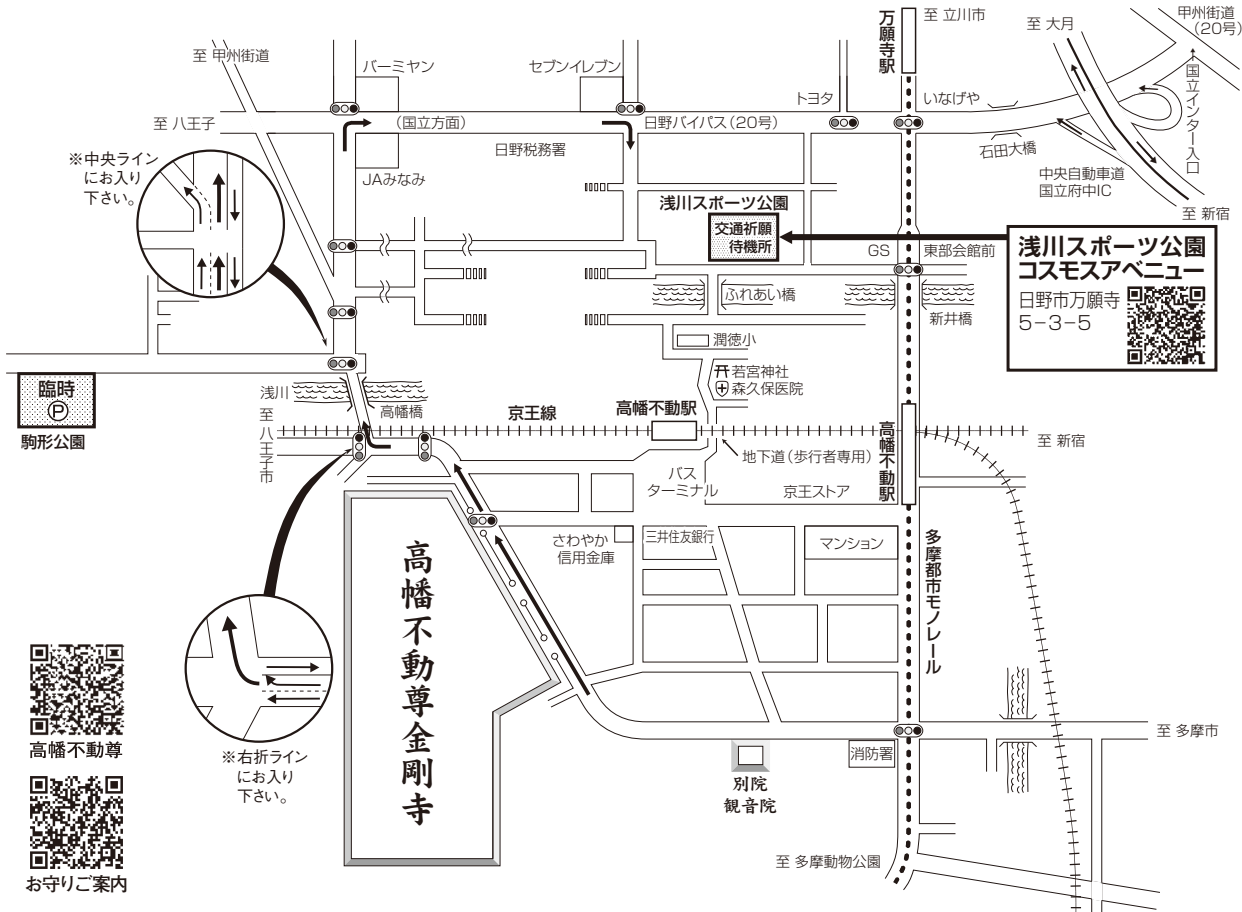 至 甲州街道
バーミヤン
セブンイレブン
万願寺駅
至 立川市
至 大月
甲州街道
(20号)
トヨタ
いなげや
国立インター入口
至 八王子
(国立方面)
日野バイパス(20号)
日野税務署
石田大橋
中央自動車道
国立府中IC
至 新宿
※中央ライン
にお入り
下さい。
JAみなみ
浅川スポーツ公園
交通祈願
待機所
GS
東部会館前
浅川スポーツ公園
コスモスアベニュー
日野市万願寺
5-3-5
ふれあい橋
新井橋
潤徳小
若宮神社
森久保医院
臨時
P
駒形公園
浅川
高幡橋
至 八王子市
京王線
高幡不動駅
高幡不動駅
至 新宿
地下道(歩行者専用)
バス
ターミナル
京王ストア
さわやか
信用金庫
三井住友銀行
マンション
多摩都市モノレール
高幡不動尊金剛寺
※右折ライン
にお入り
下さい。
高幡不動尊
お守りご案内
別院
観音院
消防署
至 多摩市
至 多摩動物公園